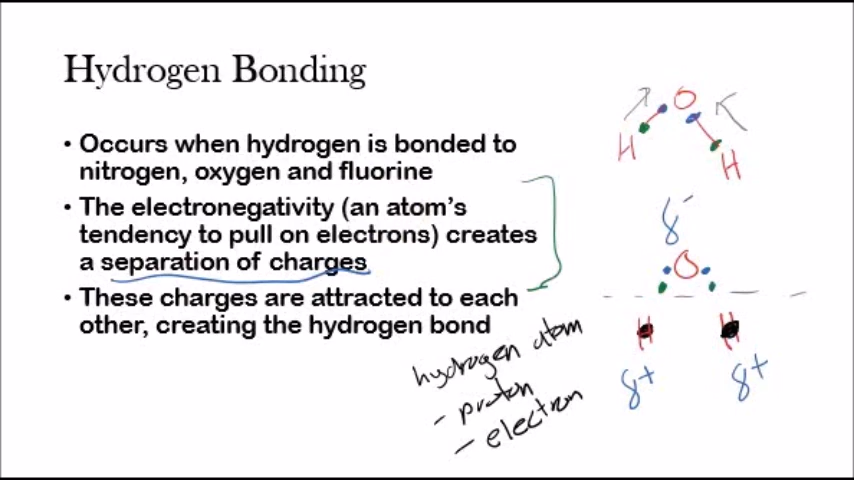 Hydrogen Bonding
• Occurs when hydrogen is bonded to
nitrogen, oxygen and fluorine
• The electronegativity (an atom's
tendency to pull on electrons) creates
a separation of charges
• These charges are attracted to each
other, creating the hydrogen bond
O
H
H
δ-
O
H H
δ+ δ+
hydrogen atom
- proton
- electron